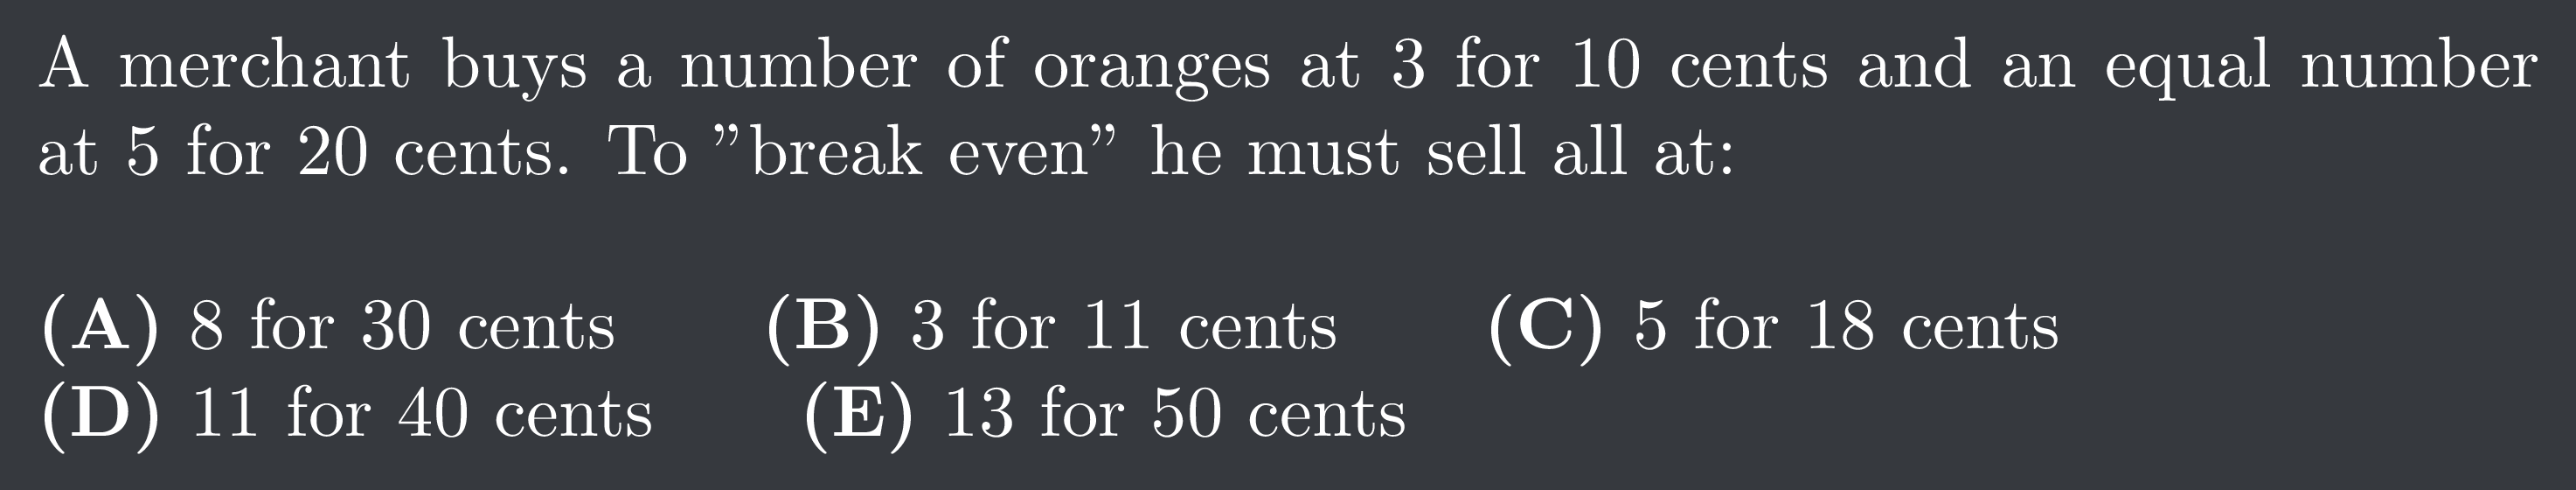 A merchant buys a number of oranges at 3 for 10 cents and an equal number
at 5 for 20 cents. To ”break even” he must sell all at:
(A) 8 for 30 cents (B) 3 for 11 cents (C) 5 for 18 cents
(D) 11 for 40 cents (E) 13 for 50 cents